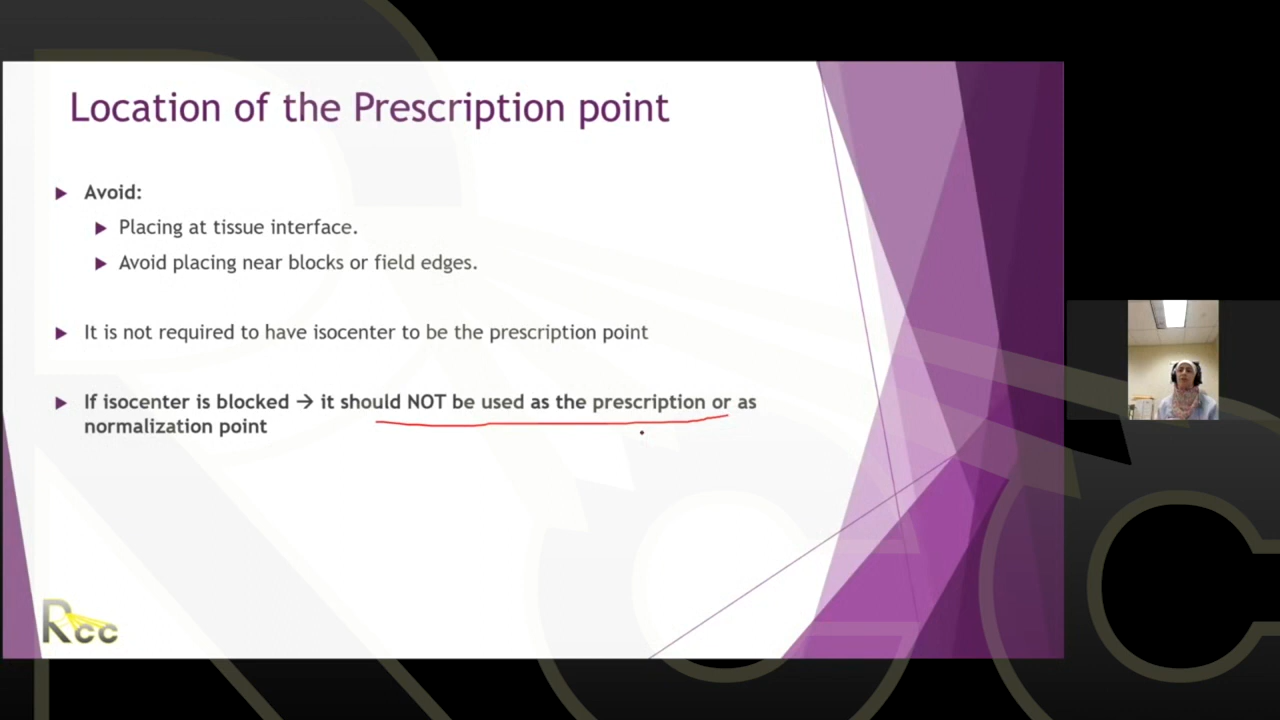 Location of the Prescription point
Avoid:
Placing at tissue interface.
Avoid placing near blocks or field edges.
It is not required to have isocenter to be the prescription point
If isocenter is blocked → it should NOT be used as the prescription or as
normalization point
Rcc